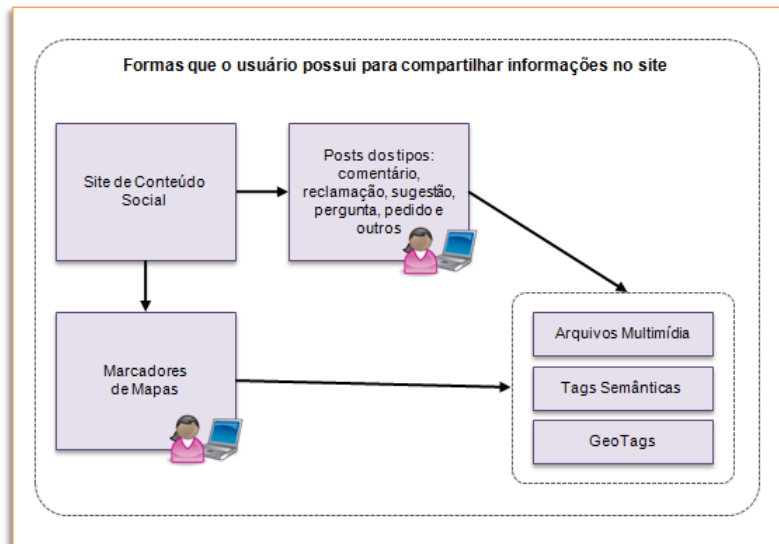 Formas que o usuário possui para compartilhar informações no site
Site de Conteúdo
Social
Posts dos tipos:
comentário,
reclamação, sugestão,
pergunta, pedido e
outros
Marcadores
de Mapas
Arquivos Multimídia
Tags Semânticas
GeoTags